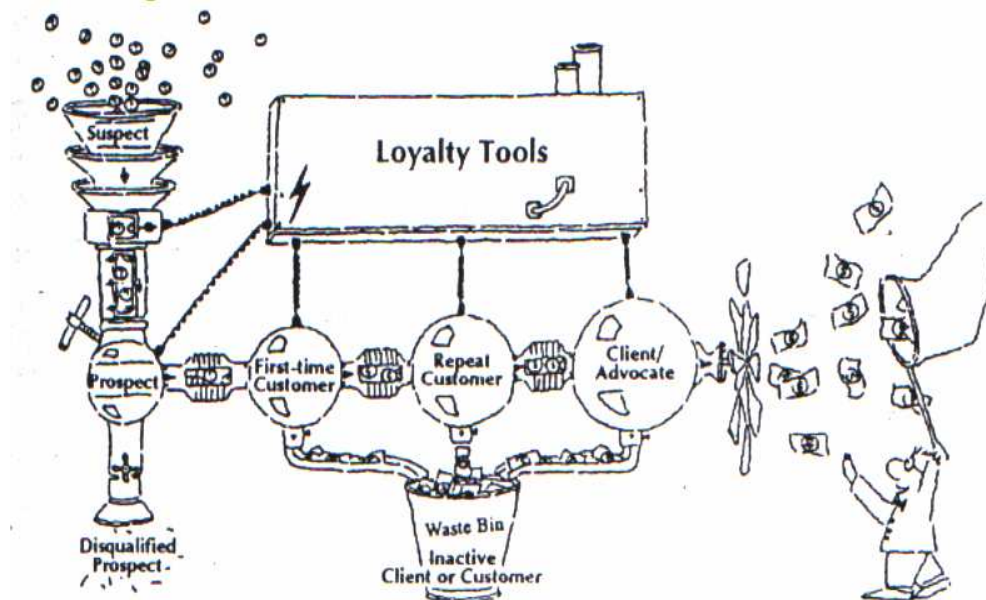 Suspect
Loyalty Tools
Prospect
First-time
Customer
Repeat
Customer
Client/
Advocate
Disqualified
Prospect
Waste Bin
Inactive
Client or Customer